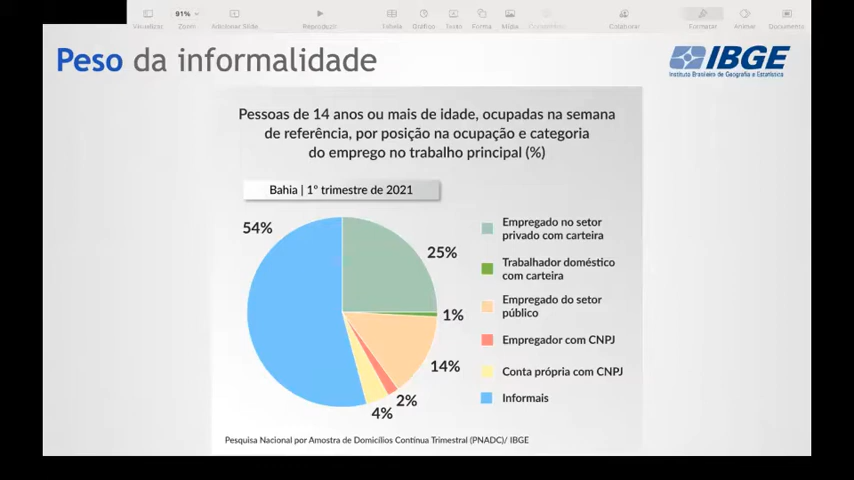 91%
Visualizar
Zoom
Adicionar Slide
Reproduzir
Tabela
Gráfico
Texto
Forma
Mídia
Comentário
Colaborar
Formatar
Animar
Documento
Peso da informalidade
IBGE
Instituto Brasileiro de Geografia e Estatística
Pessoas de 14 anos ou mais de idade, ocupadas na semana
de referência, por posição na ocupação e categoria
do emprego no trabalho principal (%)
Bahia | 1º trimestre de 2021
54%
25%
1%
14%
2%
4%
Empregado no setor
privado com carteira
Trabalhador doméstico
com carteira
Empregado do setor
público
Empregador com CNPJ
Conta própria com CNPJ
Informais
Pesquisa Nacional por Amostra de Domicílios Contínua Trimestral (PNADC)/ IBGE